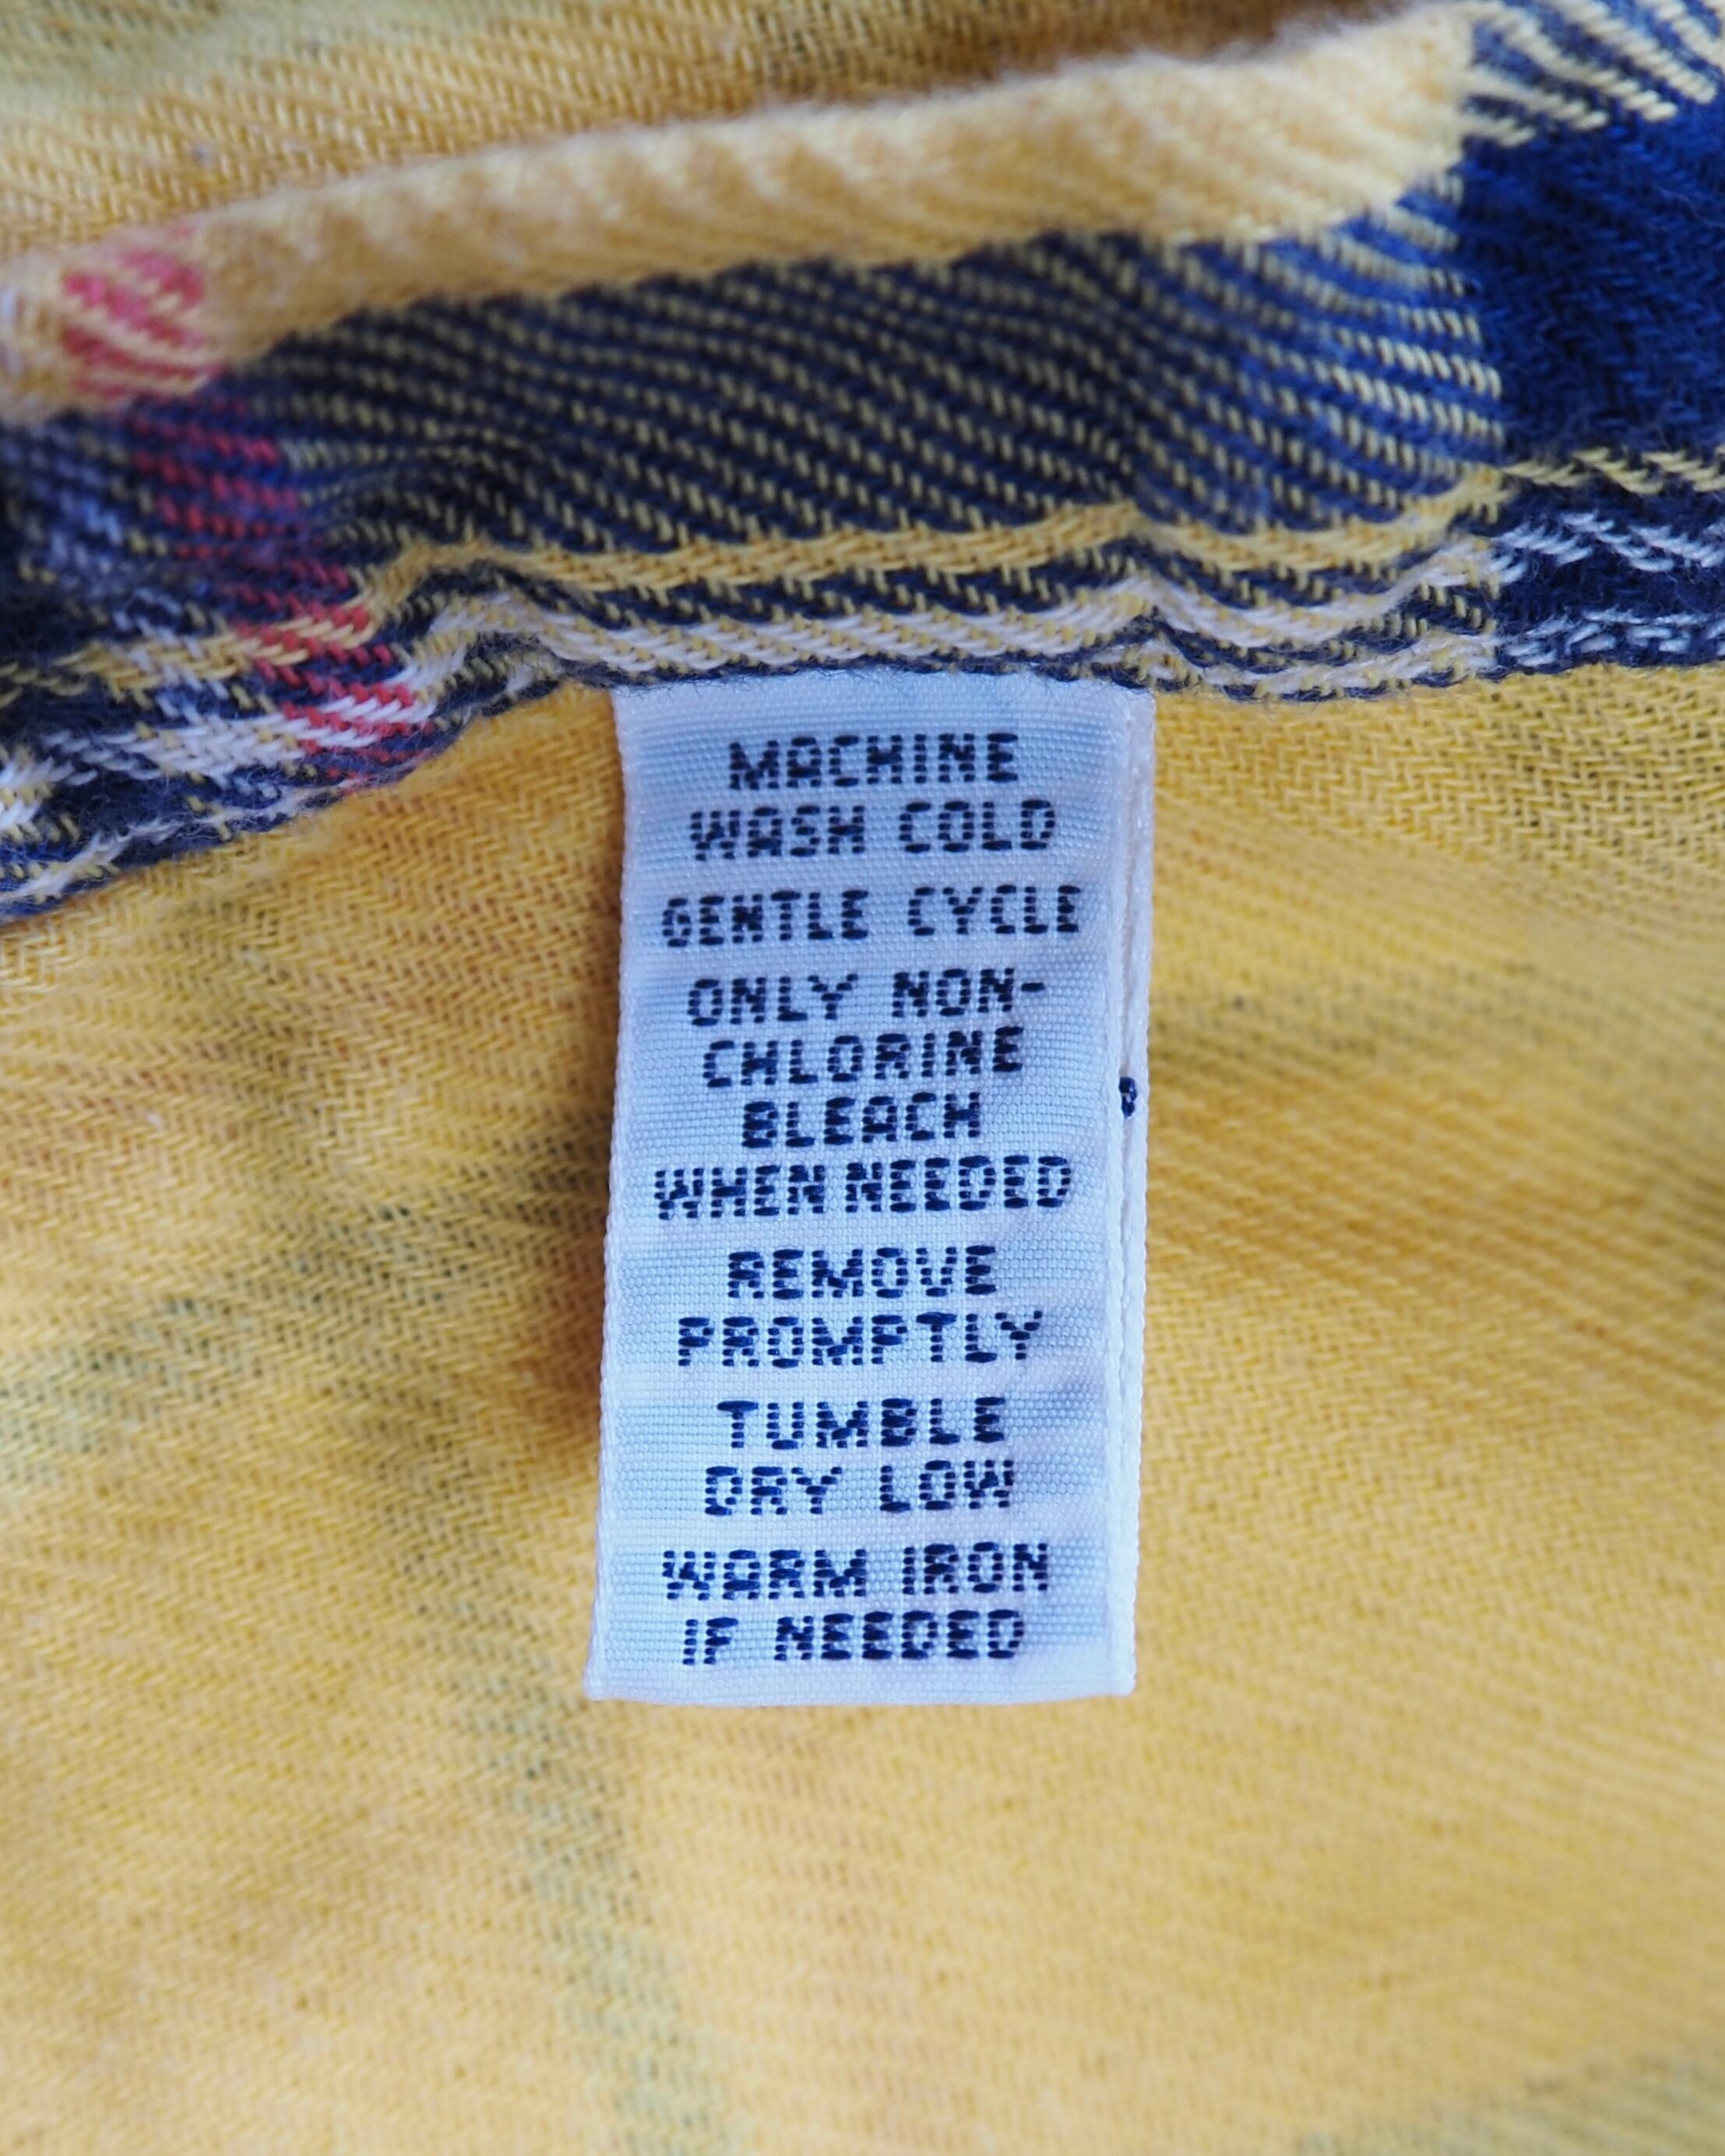 MACHINE
WASH COLD
GENTLE CYCLE
ONLY NON-
CHLORINE
BLEACH
WHEN NEEDED
REMOVE
PROMPTLY
TUMBLE
DRY LOW
WARM IRON
IF NEEDED